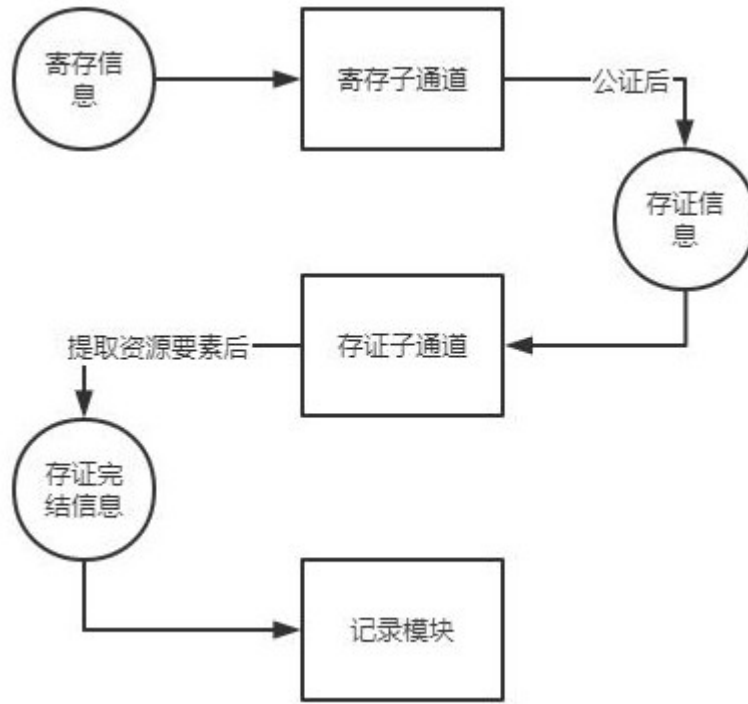 寄存信
息
寄存子通道
公证后
存证信
息
存证子通道
提取资源要素后
存证完
结信息
记录模块